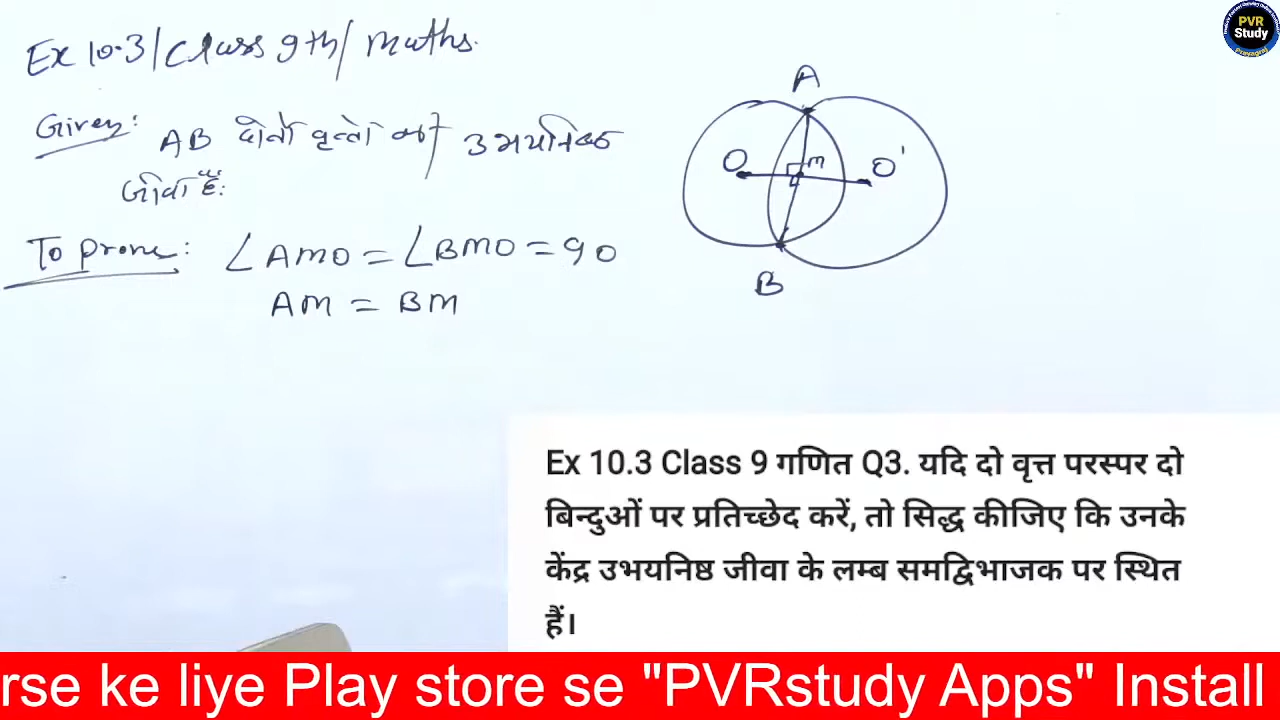 Ex 10.3/Class 9th/Maths.
Given: AB दोनो वृत्तो की उभयनिष्ठ
जीवा है:
To prove: ∠AMO = ∠BMO = 90
AM = BM
A
O
M
O'
B
PVR
Study
Prayagraj
Ex 10.3 Class 9 गणित Q3. यदि दो वृत्त परस्पर दो
बिन्दुओं पर प्रतिच्छेद करें, तो सिद्ध कीजिए कि उनके
केंद्र उभयनिष्ठ जीवा के लम्ब समद्विभाजक पर स्थित
हैं।
rse ke liye Play store se "PVRstudy Apps" Install